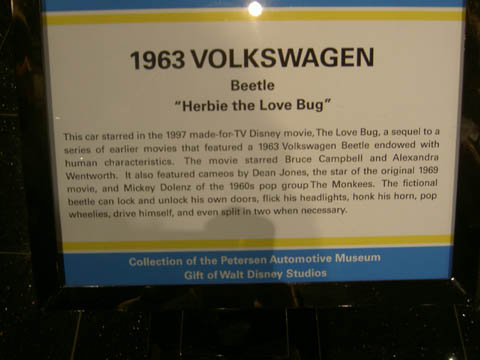 1963 VOLKSWAGEN
Beetle
"Herbie the Love Bug"
This car starred in the 1997 made-for-TV Disney movie, The Love Bug, a sequel to a
series of earlier movies that featured a 1963 Volkswagen Beetle endowed with
human characteristics. The movie starred Bruce Campbell and Alexandra
Wentworth. It also featured cameos by Dean Jones, the star of the original 1969
movie, and Mickey Dolenz of the 1960s pop group The Monkees. The fictional
beetle can lock and unlock his own doors, flick his headlights, honk his horn, pop
wheelies, drive himself, and even split in two when necessary.
Collection of the Petersen Automotive Museum
Gift of Walt Disney Studios